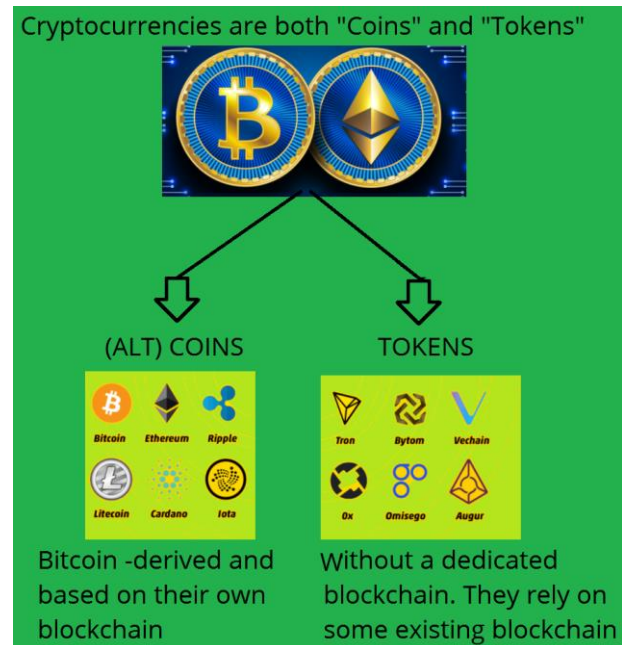 Cryptocurrencies are both "Coins" and "Tokens"
(ALT) COINS
TOKENS
Bitcoin Ethereum Ripple
Litecoin Cardano Iota
Tron Bytom Vechain
0x Omisego Augur
Bitcoin -derived and
based on their own
blockchain
Without a dedicated
blockchain. They rely on
some existing blockchain